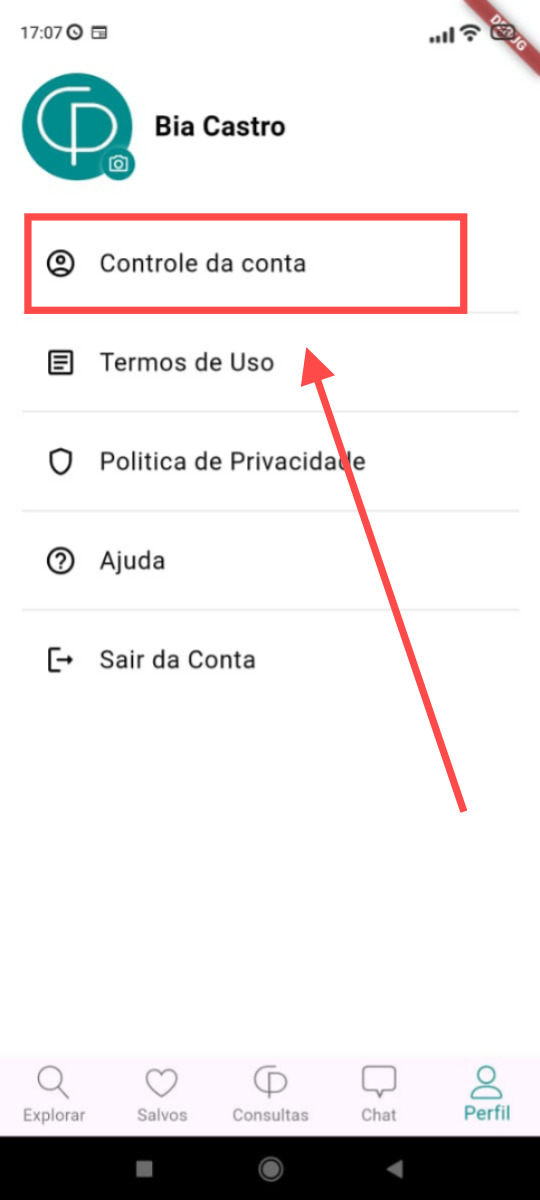 17:07
DEBUG
Bia Castro
Controle da conta
Termos de Uso
Politica de Privacidade
Ajuda
Sair da Conta
Explorar
Salvos
Consultas
Chat
Perfil